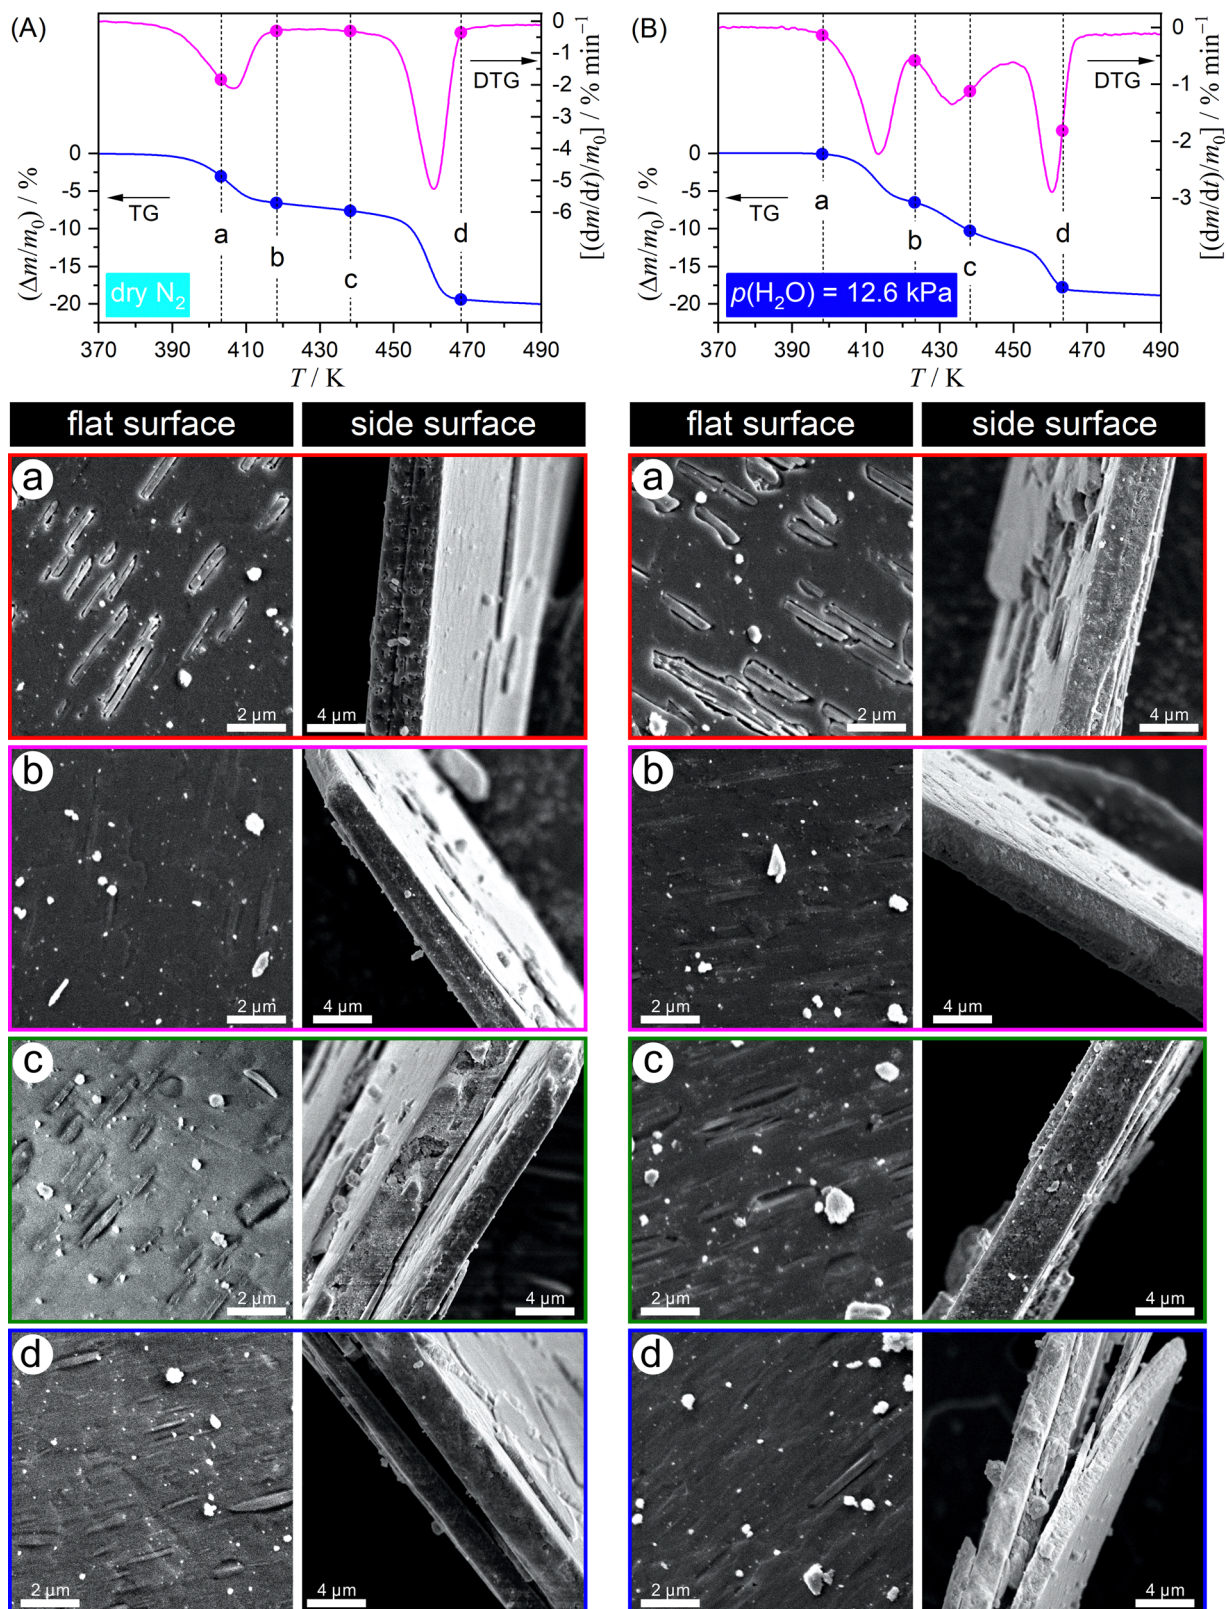 (A)
0
-1
-2
-3
-4
-5
-6
DTG
[(dm/dt)/m₀] / % min⁻¹
0
-5
-10
-15
-20
(Δm/m₀) / %
TG
a
b
c
d
dry N₂
370
390
410
430
450
470
490
T / K
(B)
0
-1
-2
-3
DTG
[(dm/dt)/m₀] / % min⁻¹
0
-5
-10
-15
-20
(Δm/m₀) / %
TG
a
b
c
d
p(H₂O) = 12.6 kPa
370
390
410
430
450
470
490
T / K
flat surface
side surface
flat surface
side surface
a
2 μm
4 μm
a
2 μm
4 μm
b
2 μm
4 μm
b
2 μm
4 μm
c
2 μm
4 μm
c
2 μm
4 μm
d
2 μm
4 μm
d
2 μm
4 μm